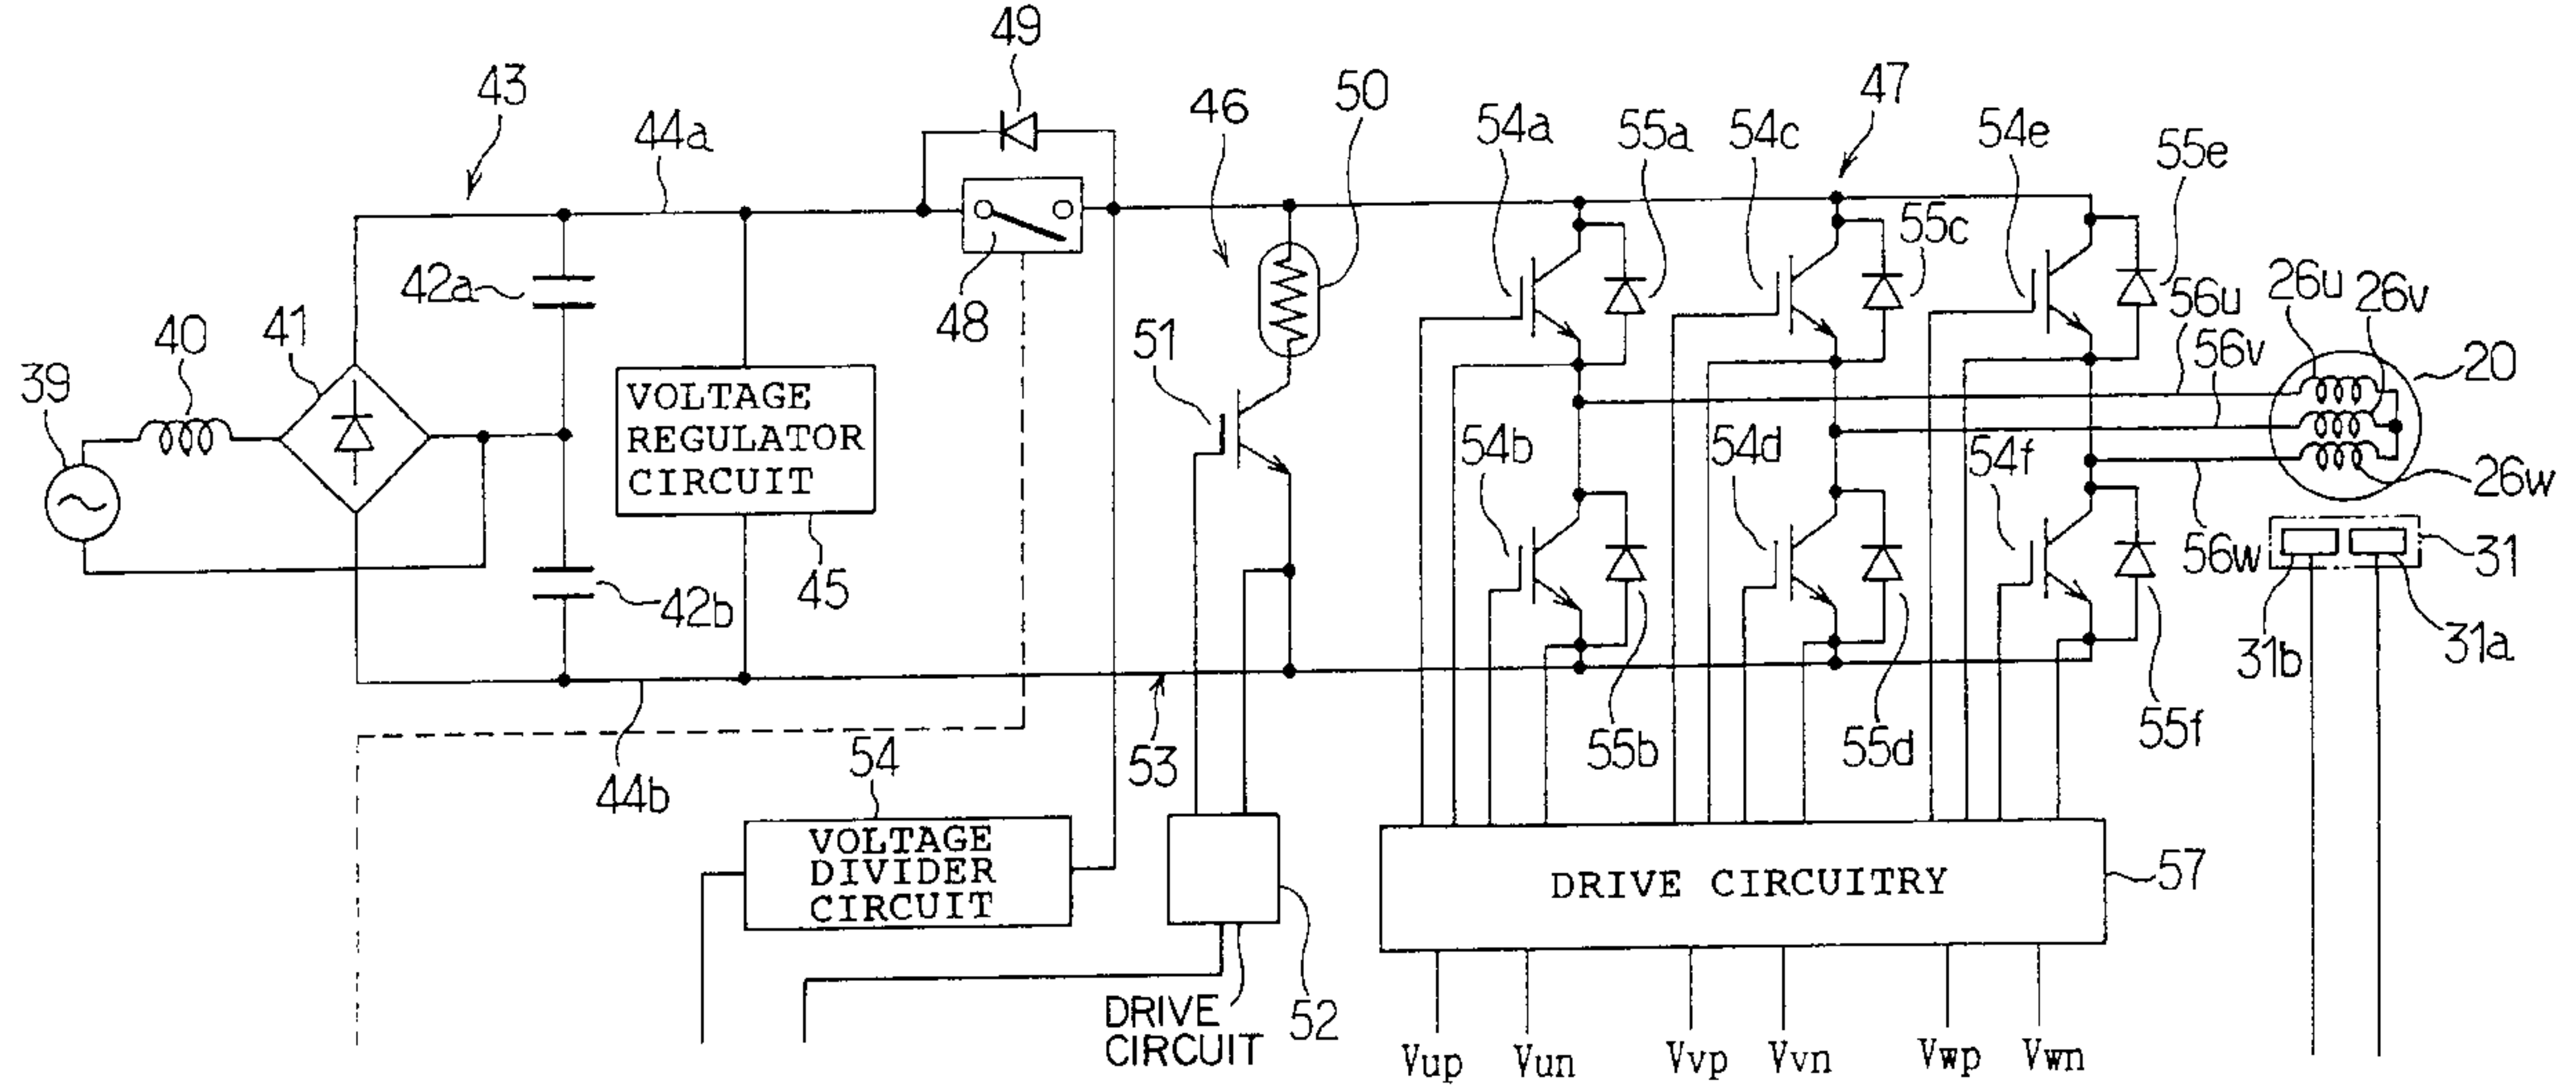 49
43
44a
46
50
47
54a
55a
54c
54e
55e
42a
48
55c
56u
26u
26v
40
41
51
56v
20
39
VOLTAGE
REGULATOR
CIRCUIT
54b
54d
54f
26w
45
42b
56w
31
31b
31a
53
55b
55d
55f
44b
54
VOLTAGE
DIVIDER
CIRCUIT
DRIVE CIRCUITRY
57
DRIVE
CIRCUIT
52
Vup
Vun
Vvp
Vvn
Vwp
Vwn